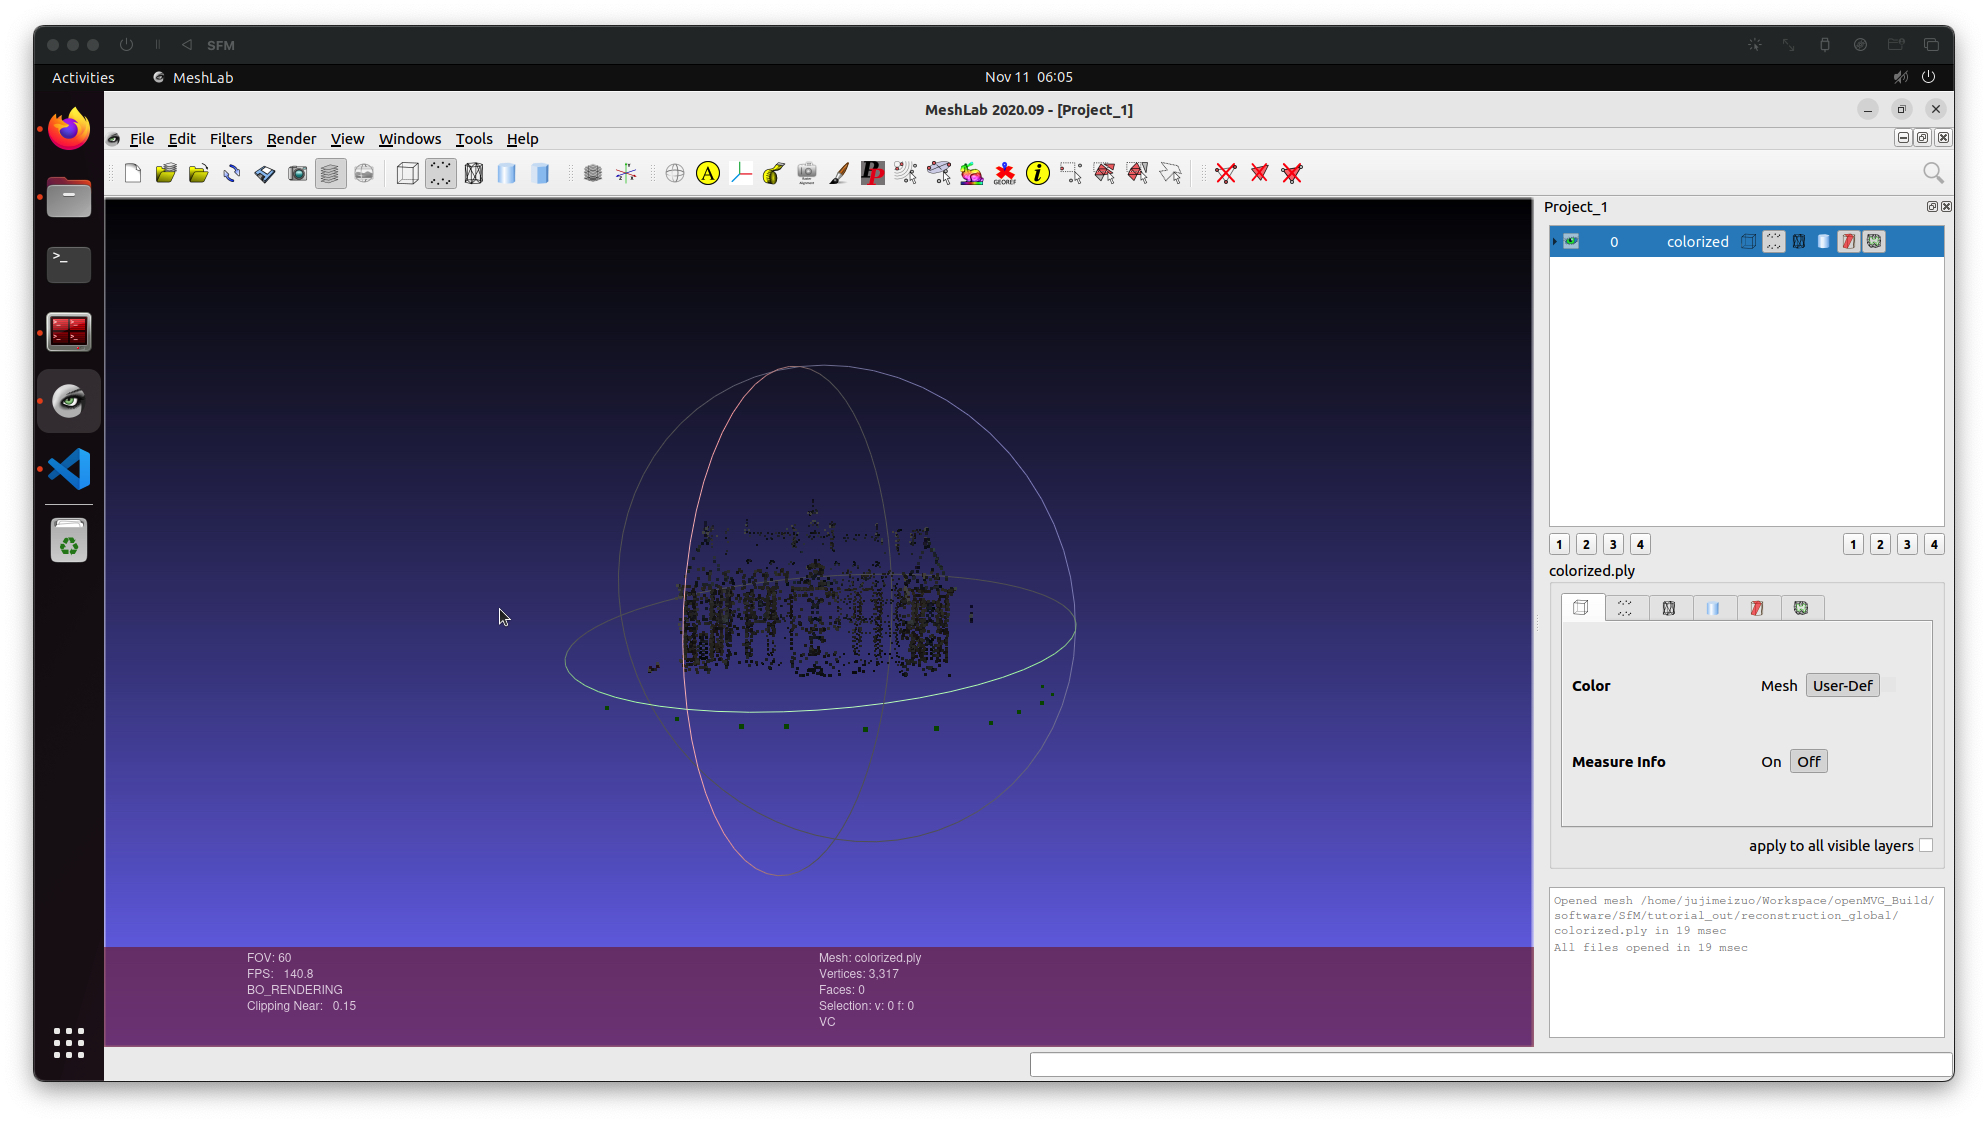 SFM
Activities
MeshLab
Nov 11 06:05
MeshLab 2020.09 - [Project_1]
File Edit Filters Render View Windows Tools Help
A
PP
GEOREF
i
Project_1
0 colorized
1 2 3 4
1 2 3 4
colorized.ply
Color Mesh User-Def
Measure Info On Off
apply to all visible layers
Opened mesh /home/jujimeizuo/Workspace/openMVG_Build/
software/SfM/tutorial_out/reconstruction_global/
colorized.ply in 19 msec
All files opened in 19 msec
FOV: 60
FPS: 140.8
BO_RENDERING
Clipping Near: 0.15
Mesh: colorized.ply
Vertices: 3,317
Faces: 0
Selection: v: 0 f: 0
VC